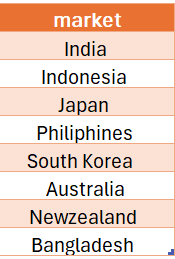 market
India
Indonesia
Japan
Philiphines
South Korea
Australia
Newzealand
Bangladesh